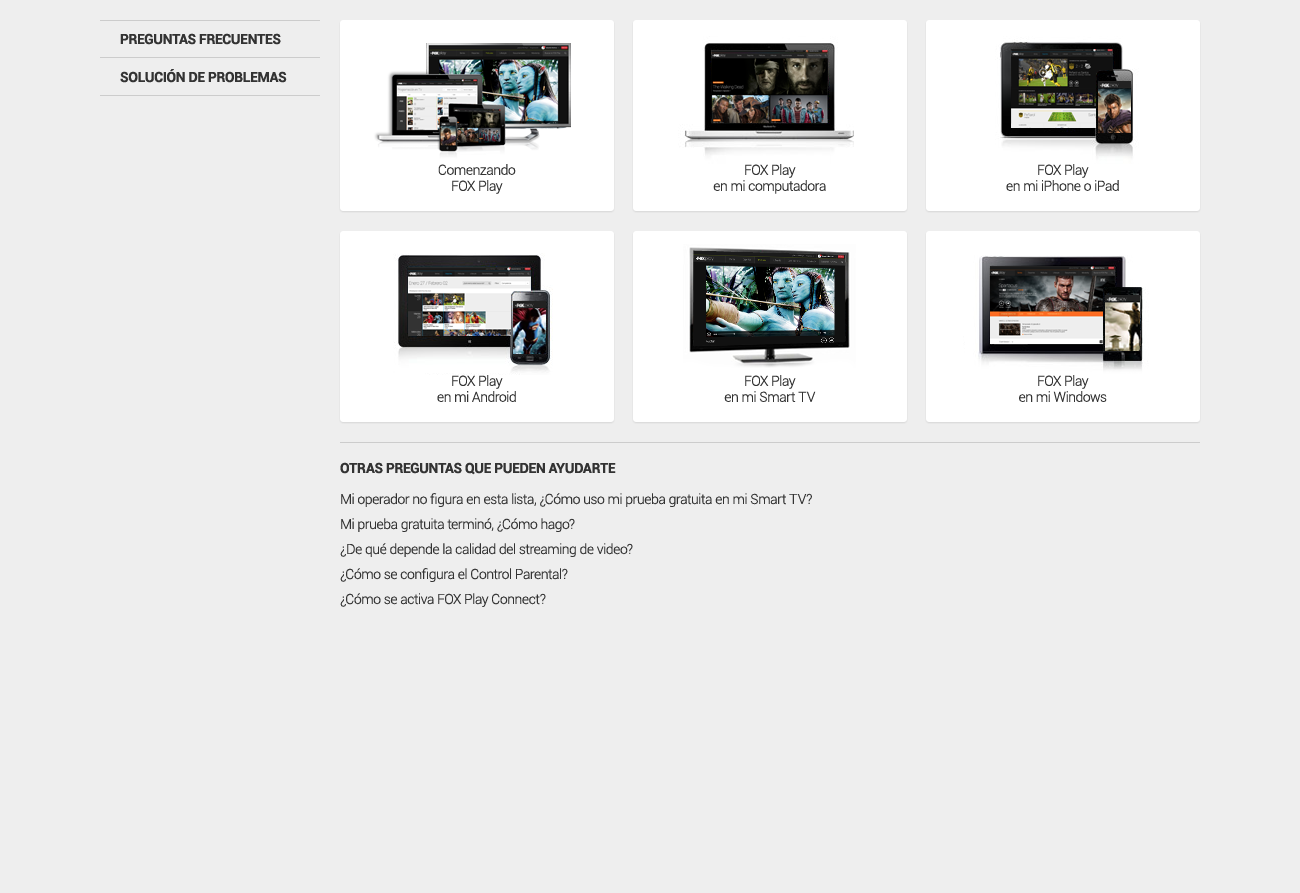 PREGUNTAS FRECUENTES
SOLUCIÓN DE PROBLEMAS
Comenzando
FOX Play
The Walking Dead
FOX Play
en mi computadora
FOX Play
en mi iPhone o iPad
FOX Play
en mi Android
FOX Play
en mi Smart TV
Spartacus
FOX Play
en mi Windows
OTRAS PREGUNTAS QUE PUEDEN AYUDARTE
Mi operador no figura en esta lista, ¿Cómo uso mi prueba gratuita en mi Smart TV?
Mi prueba gratuita terminó, ¿Cómo hago?
¿De qué depende la calidad del streaming de video?
¿Cómo se configura el Control Parental?
¿Cómo se activa FOX Play Connect?